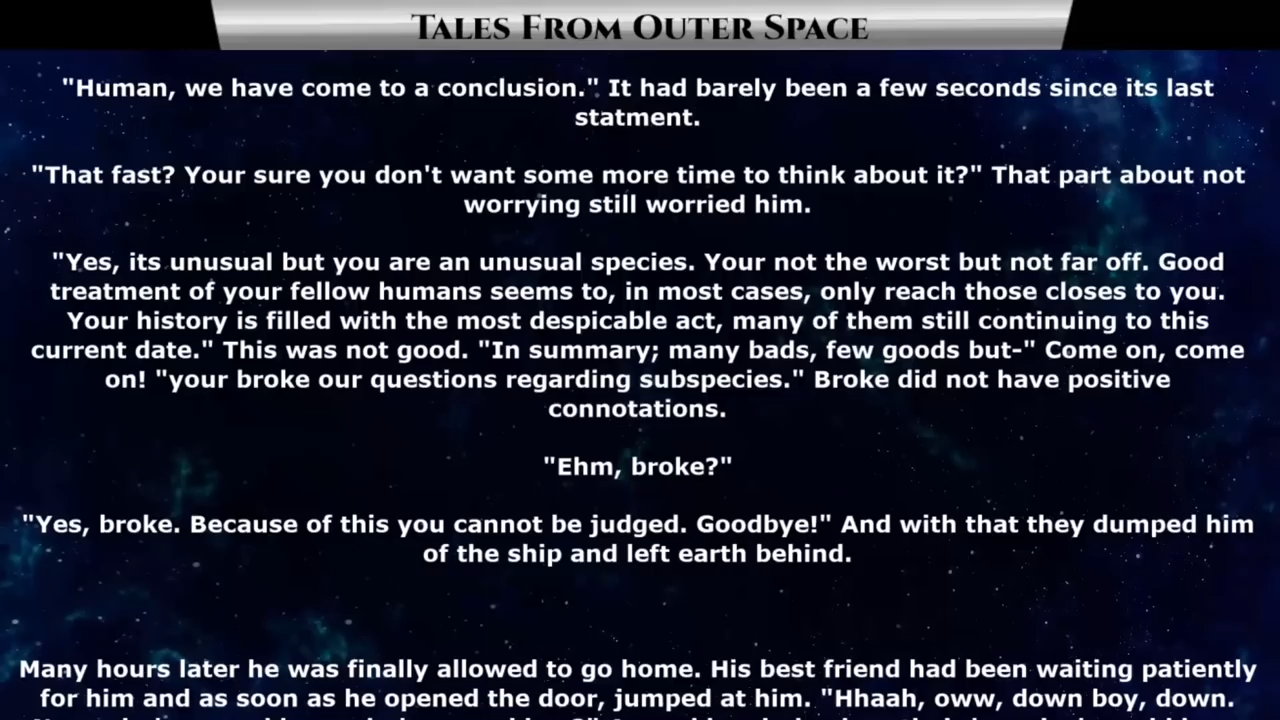 Tales From Outer Space
"Human, we have come to a conclusion." It had barely been a few seconds since its last
statment.
"That fast? Your sure you don't want some more time to think about it?" That part about not
worrying still worried him.
"Yes, its unusual but you are an unusual species. Your not the worst but not far off. Good
treatment of your fellow humans seems to, in most cases, only reach those closes to you.
Your history is filled with the most despicable act, many of them still continuing to this
current date." This was not good. "In summary; many bads, few goods but-" Come on, come
on! "your broke our questions regarding subspecies." Broke did not have positive
connotations.
"Ehm, broke?"
"Yes, broke. Because of this you cannot be judged. Goodbye!" And with that they dumped him
of the ship and left earth behind.
Many hours later he was finally allowed to go home. His best friend had been waiting patiently
for him and as soon as he opened the door, jumped at him. "Hhaah, oww, down boy, down.